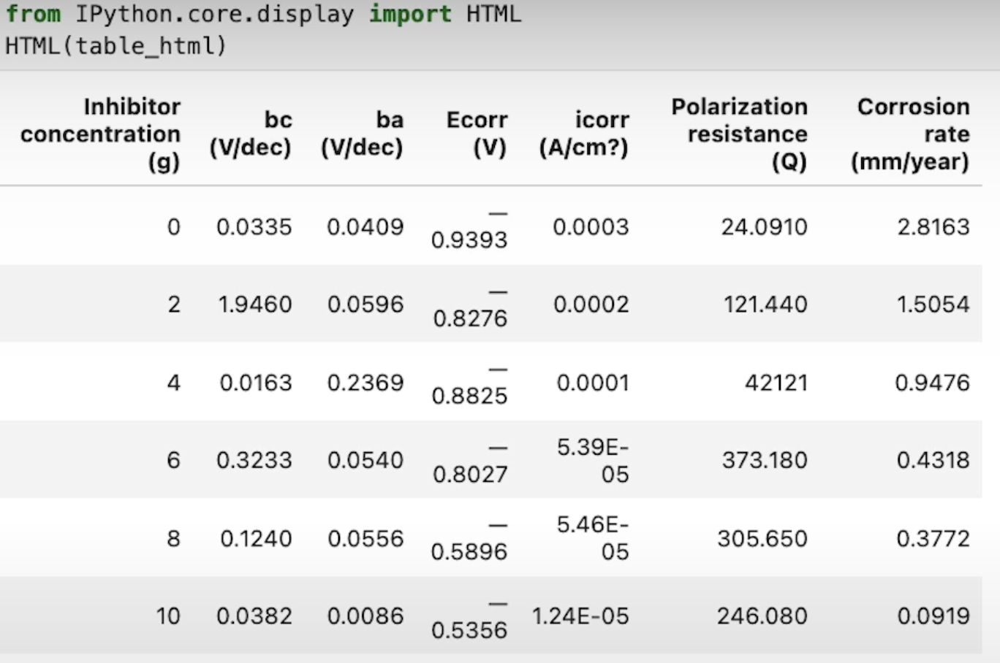 from IPython.core.display import HTML
HTML(table_html)
Inhibitor concentration (g) bc (V/dec) ba (V/dec) Ecorr (V) icorr (A/cm?) Polarization resistance (Q) Corrosion rate (mm/year)
0 0.0335 0.0409 —0.9393 0.0003 24.0910 2.8163
2 1.9460 0.0596 —0.8276 0.0002 121.440 1.5054
4 0.0163 0.2369 —0.8825 0.0001 42121 0.9476
6 0.3233 0.0540 —0.8027 5.39E-05 373.180 0.4318
8 0.1240 0.0556 —0.5896 5.46E-05 305.650 0.3772
10 0.0382 0.0086 —0.5356 1.24E-05 246.080 0.0919